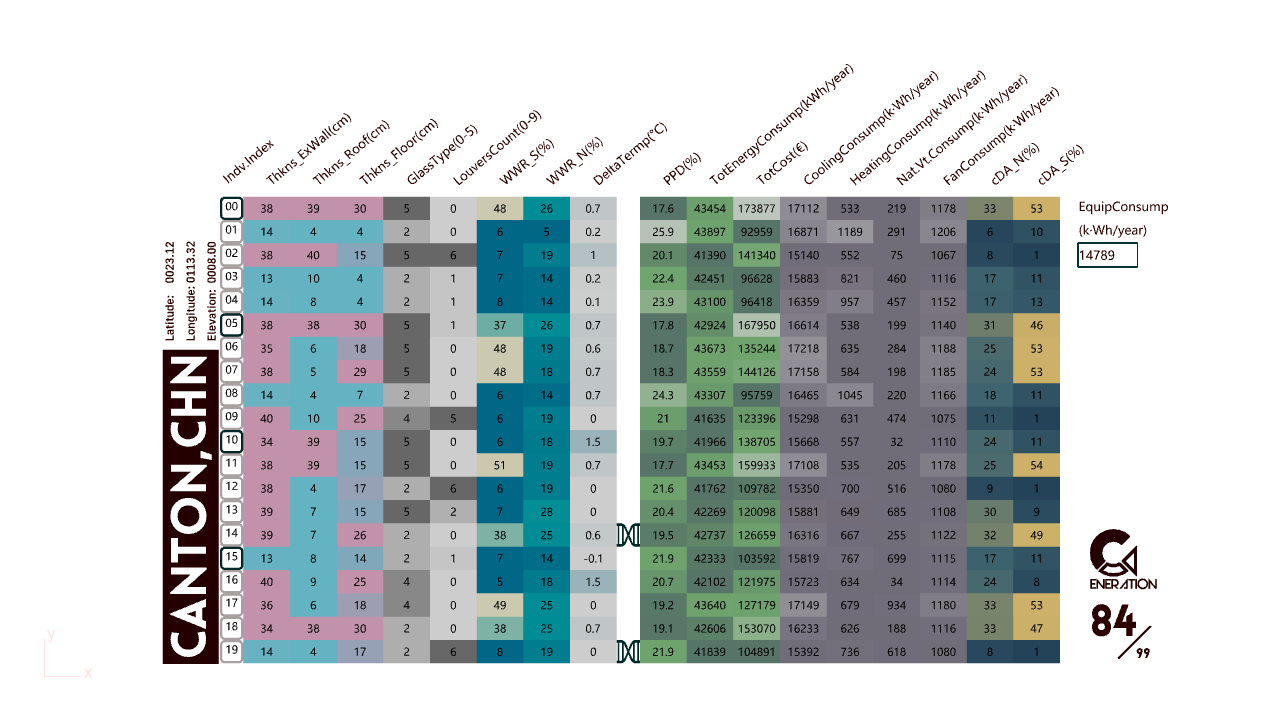 Indv.Index Thkns_ExWall(cm) Thkns_Roof(cm) Thkns_Floor(cm) GlassType(0-5) LouversCount(0-9) WWR_S(%) WWR_N(%) DeltaTermp(°C) PPD(%) TotEnergyConsump(kWh/year) TotCost(€) CoolingConsump(k·Wh/year) HeatingConsump(k·Wh/year) Nat.Vt.Consump(k·Wh/year) FanConsump(k·Wh/year) cDA_N(%) cDA_S(%)
00 38 39 30 5 0 48 26 0.7 17.6 43454 173877 17112 533 219 1178 33 53
01 14 4 4 2 0 6 5 0.2 25.9 43897 92959 16871 1189 291 1206 6 10
02 38 40 15 5 6 7 19 1 20.1 41390 141340 15140 552 75 1067 8 1
03 13 10 4 2 1 7 14 0.2 22.4 42451 96628 15883 821 460 1116 17 11
04 14 8 4 2 1 8 14 0.1 23.9 43100 96418 16359 957 457 1152 17 13
05 38 38 30 5 1 37 26 0.7 17.8 42924 167950 16614 538 199 1140 31 46
06 35 6 18 5 0 48 19 0.6 18.7 43673 135244 17218 635 284 1188 25 53
07 38 5 29 5 0 48 18 0.7 18.3 43559 144126 17158 584 198 1185 24 53
08 14 4 7 2 0 6 14 0.7 24.3 43307 95759 16465 1045 220 1166 18 11
09 40 10 25 4 5 6 19 0 21 41635 123396 15298 631 474 1075 11 1
10 34 39 15 5 0 6 18 1.5 19.7 41966 138705 15668 557 32 1110 24 11
11 38 39 15 5 0 51 19 0.7 17.7 43453 159933 17108 535 205 1178 25 54
12 38 4 17 2 6 6 19 0 21.6 41762 109782 15350 700 516 1080 9 1
13 39 7 15 5 2 7 28 0 20.4 42269 120098 15881 649 685 1108 30 9
14 39 7 26 2 0 38 25 0.6 19.5 42737 126659 16316 667 255 1122 32 49
15 13 8 14 2 1 7 14 -0.1 21.9 42333 103592 15819 767 699 1115 17 11
16 40 9 25 4 0 5 18 1.5 20.7 42102 121975 15723 634 34 1114 24 8
17 36 6 18 4 0 49 25 0 19.2 43640 127179 17149 679 934 1180 33 53
18 34 38 30 2 0 38 25 0.7 19.1 42606 153070 16233 626 188 1116 33 47
19 14 4 17 2 6 8 19 0 21.9 41839 104891 15392 736 618 1080 8 1
Latitude: 0023.12
Longitude: 0113.32
Elevation: 0008.00
CANTON,CHN
EquipConsump
(k·Wh/year)
14789
ENERATION
84/99
y
x